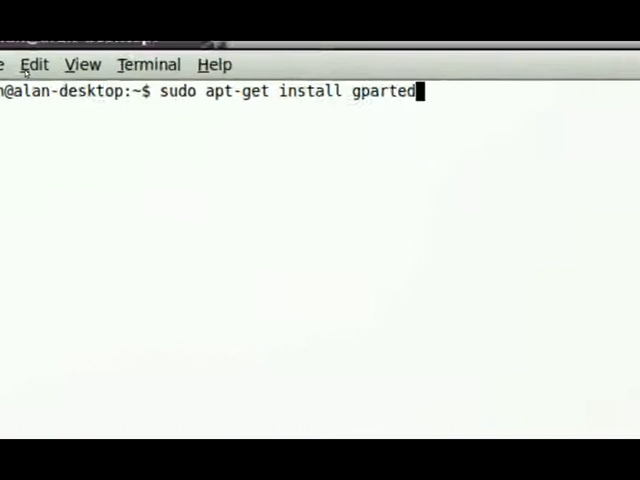 e Edit View Terminal Help
n@alan-desktop:~$ sudo apt-get install gparted